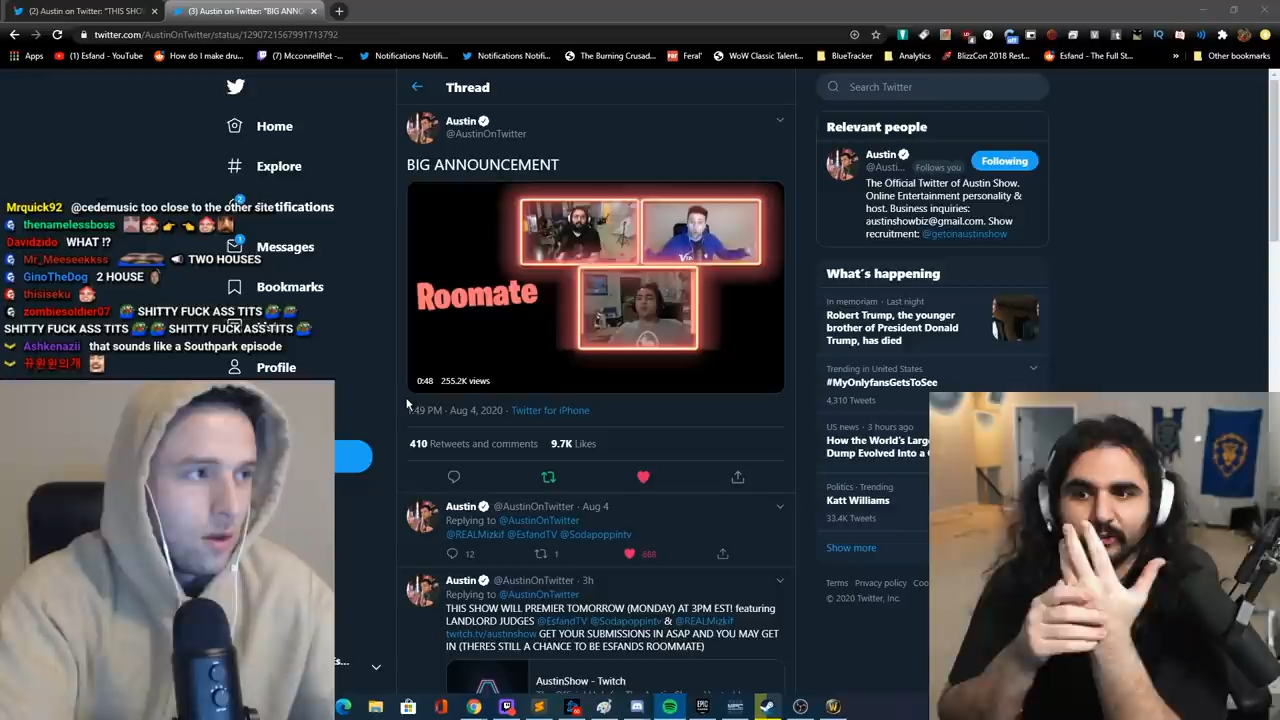 (2) Austin on Twitter: "THIS SHO
(3) Austin on Twitter: "BIG ANNO
twitter.com/AustinOnTwitter/status/1290721567991713792
Apps
(1) Esfand - YouTube
How do I make dru...
(7) McconnellRet -...
Notifications Notifi...
Notifications Notifi...
The Burning Crusad...
Feral'
WoW Classic Talent...
BlueTracker
Analytics
BlizzCon 2018 Rest...
Esfand - The Full St...
Other bookmarks
Home
Explore
Notifications
Messages
Bookmarks
Profile
Mrquick92 @cedemusic too close to the other site
thenamelessboss
Davidzido WHAT !?
Mr_Meeseekkss TWO HOUSES
GinoTheDog 2 HOUSE
thisiseku
zombiesoldier07 SHITTY FUCK ASS TITS
SHITTY FUCK ASS TITS SHITTY FUCK ASS TITS
Ashkenazii that sounds like a Southpark episode
Thread
Austin
@AustinOnTwitter
BIG ANNOUNCEMENT
Roomate
0:48 255.2K views
:49 PM · Aug 4, 2020 · Twitter for iPhone
410 Retweets and comments 9.7K Likes
Austin @AustinOnTwitter · Aug 4
Replying to @AustinOnTwitter
@REALMizkif @EsfandTV @Sodapoppintv
12 1 668
Austin @AustinOnTwitter · 3h
Replying to @AustinOnTwitter
THIS SHOW WILL PREMIER TOMORROW (MONDAY) AT 3PM EST! featuring
LANDLORD JUDGES @EsfandTV @Sodapoppintv & @REALMizkif
twitch.tv/austinshow GET YOUR SUBMISSIONS IN ASAP AND YOU MAY GET
IN (THERES STILL A CHANCE TO BE ESFANDS ROOMMATE)
AustinShow - Twitch
Search Twitter
Relevant people
Austin
@Austi... Follows you
Following
The Official Twitter of Austin Show.
Online Entertainment personality &
host. Business inquiries:
austinshowbiz@gmail.com. Show
recruitment: @getonaustinshow
What's happening
In memoriam · Last night
Robert Trump, the younger
brother of President Donald
Trump, has died
Trending in United States
#MyOnlyfansGetsToSee
4,310 Tweets
US news · 3 hours ago
How the World's Larg
Dump Evolved Into a
Politics · Trending
Katt Williams
33.4K Tweets
Show more
Terms Privacy policy Coo
© 2020 Twitter, Inc.